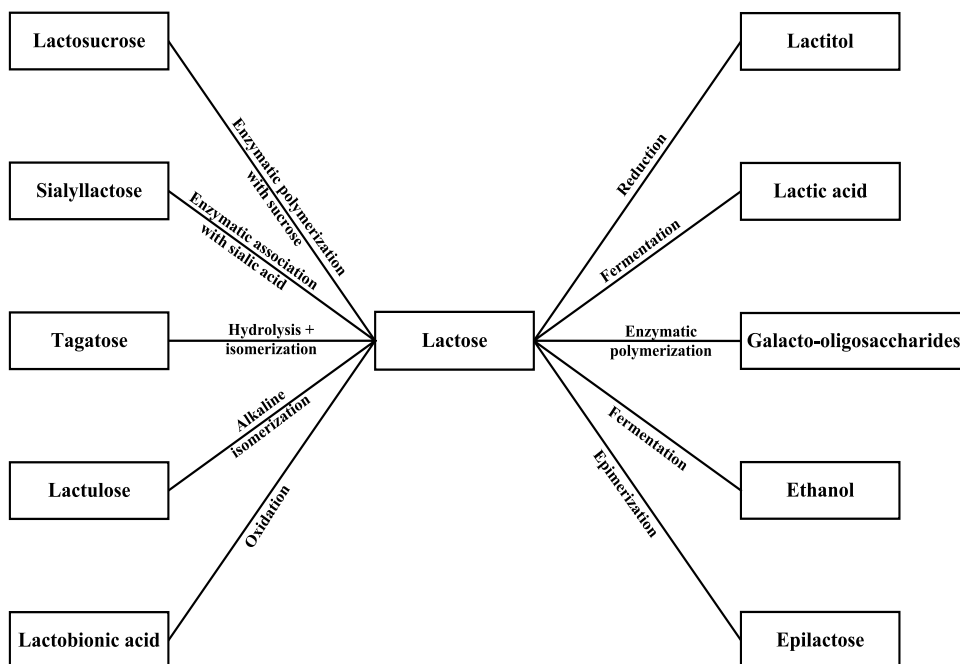 Lactosucrose
Lactitol
Enzymatic polymerization
with sucrose
Reduction
Sialyllactose
Lactic acid
Enzymatic association
with sialic acid
Fermentation
Tagatose
Hydrolysis +
isomerization
Lactose
Enzymatic
polymerization
Galacto-oligosaccharides
Alkaline
isomerization
Fermentation
Lactulose
Ethanol
Oxidation
Epimerization
Lactobionic acid
Epilactose